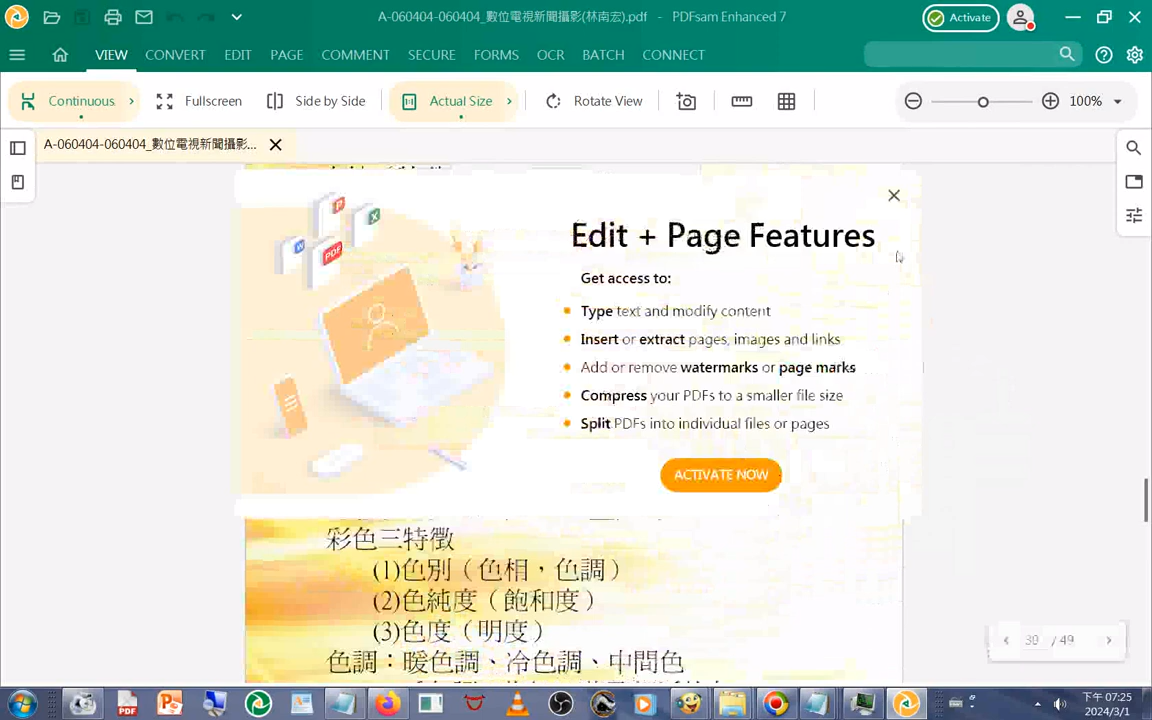 A-060404-060404_數位電視新聞攝影(林南宏).pdf - PDFsam Enhanced 7
Activate
VIEW CONVERT EDIT PAGE COMMENT SECURE FORMS OCR BATCH CONNECT
Continuous Fullscreen Side by Side Actual Size Rotate View 100%
A-060404-060404_數位電視新聞攝影...
Edit + Page Features
Get access to:
Type text and modify content
Insert or extract pages, images and links
Add or remove watermarks or page marks
Compress your PDFs to a smaller file size
Split PDFs into individual files or pages
ACTIVATE NOW
P
X
W
PDF
彩色三特徵
(1)色別（色相，色調）
(2)色純度（飽和度）
(3)色度（明度）
色調：暖色調、冷色調、中間色
39 / 49
PDF
下午 07:25
2024/3/1